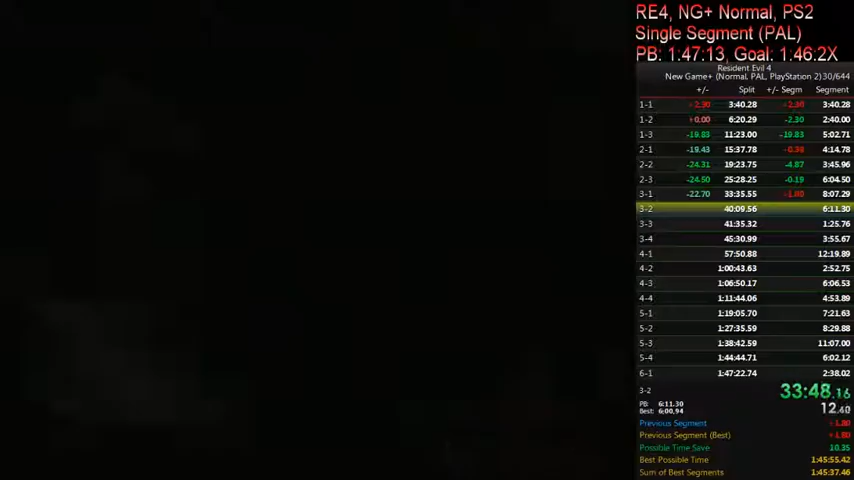 RE4, NG+ Normal, PS2
Single Segment (PAL)
PB: 1:47:13, Goal: 1:46:2X
Resident Evil 4
New Game+ (Normal, PAL, PlayStation 2) 30/644
+/- Split +/- Segm Segment
1-1 +2.30 3:40.28 +2.30 3:40.28
1-2 +0.00 6:20.29 -2.30 2:40.00
1-3 -19.83 11:23.00 -19.83 5:02.71
2-1 -19.43 15:37.78 +0.39 4:14.78
2-2 -24.31 19:23.75 -4.87 3:45.96
2-3 -24.50 25:28.25 -0.19 6:04.50
3-1 -22.70 33:35.55 +1.80 8:07.29
3-2 40:09.56 6:11.30
3-3 41:35.32 1:25.76
3-4 45:30.99 3:55.67
4-1 57:50.88 12:19.89
4-2 1:00:43.63 2:52.75
4-3 1:06:50.17 6:06.53
4-4 1:11:44.06 4:53.89
5-1 1:19:05.70 7:21.63
5-2 1:27:35.59 8:29.88
5-3 1:38:42.59 11:07.00
5-4 1:44:44.71 6:02.12
6-1 1:47:22.74 2:38.02
3-2 33:48.16
PB: 6:11.30
Best: 6:00.94 12.60
Previous Segment +1.80
Previous Segment (Best) +1.80
Possible Time Save 10.35
Best Possible Time 1:45:55.42
Sum of Best Segments 1:45:37.46